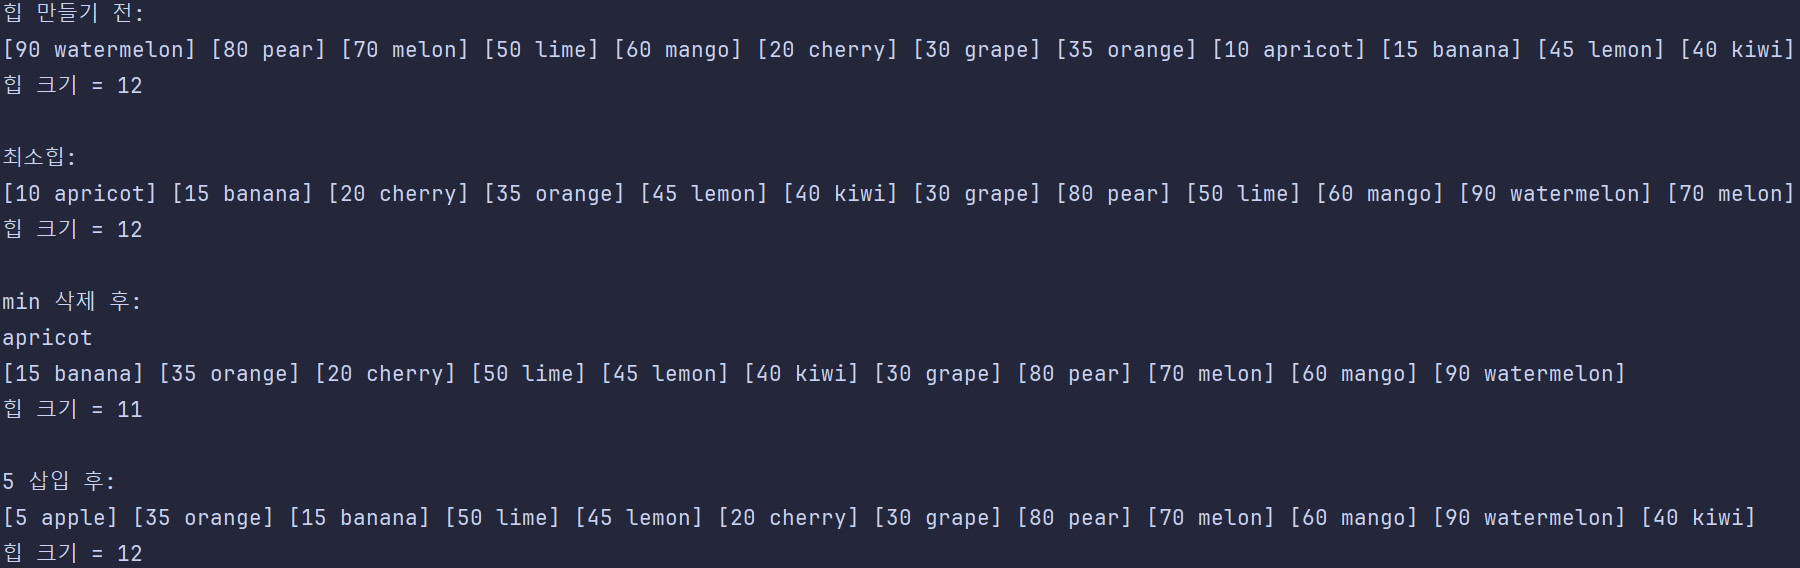 힙 만들기 전:
[90 watermelon] [80 pear] [70 melon] [50 lime] [60 mango] [20 cherry] [30 grape] [35 orange] [10 apricot] [15 banana] [45 lemon] [40 kiwi]
힙 크기 = 12
최소힙:
[10 apricot] [15 banana] [20 cherry] [35 orange] [45 lemon] [40 kiwi] [30 grape] [80 pear] [50 lime] [60 mango] [90 watermelon] [70 melon]
힙 크기 = 12
min 삭제 후:
apricot
[15 banana] [35 orange] [20 cherry] [50 lime] [45 lemon] [40 kiwi] [30 grape] [80 pear] [70 melon] [60 mango] [90 watermelon]
힙 크기 = 11
5 삽입 후:
[5 apple] [35 orange] [15 banana] [50 lime] [45 lemon] [20 cherry] [30 grape] [80 pear] [70 melon] [60 mango] [90 watermelon] [40 kiwi]
힙 크기 = 12